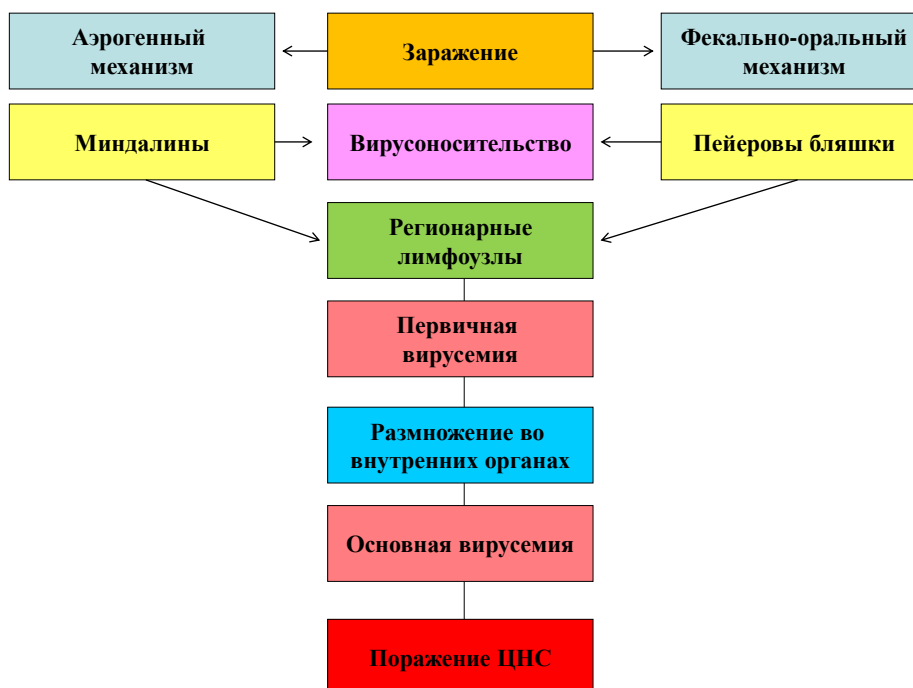 Аэрогенный
механизм
Заражение
Фекально-оральный
механизм
Миндалины
Вирусоносительство
Пейеровы бляшки
Регионарные
лимфоузлы
Первичная
вирусемия
Размножение во
внутренних органах
Основная вирусемия
Поражение ЦНС